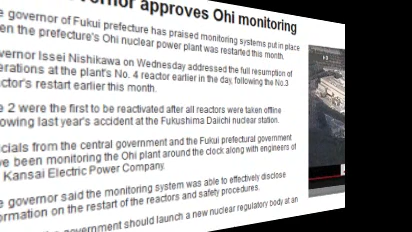 ernor approves Ohi monitoring
e governor of Fukui prefecture has praised monitoring systems put in place
en the prefecture's Ohi nuclear power plant was restarted this month.
vernor Issei Nishikawa on Wednesday addressed the full resumption of
erations at the plant's No. 4 reactor earlier in the day, following the No.3
actor's restart earlier this month.
e 2 were the first to be reactivated after all reactors were taken offline
owing last year's accident at the Fukushima Daiichi nuclear station.
cials from the central government and the Fukui prefectural government
ve been monitoring the Ohi plant around the clock along with engineers of
Kansai Electric Power Company.
e governor said the monitoring system was able to effectively disclose
ormation on the restart of the reactors and safety procedures.
government should launch a new nuclear regulatory body at an